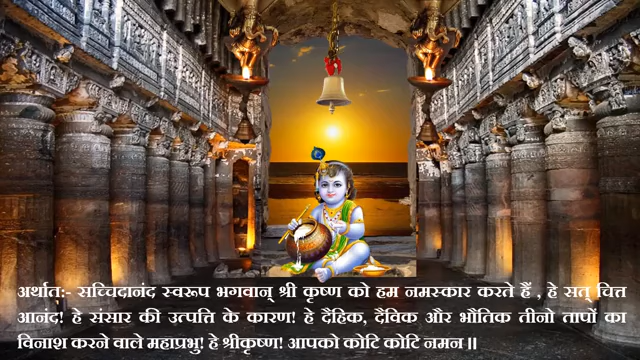 अर्थात्:- सच्चिदानंद स्वरूप भगवान् श्री कृष्ण को हम नमस्कार करते हैं , हे सत् चित्त
आनंद! हे संसार की उत्पत्ति के कारण! हे दैहिक, दैविक और भौतिक तीनो तापों का
विनाश करने वाले महाप्रभु! हे श्रीकृष्ण! आपको कोटि कोटि नमन॥